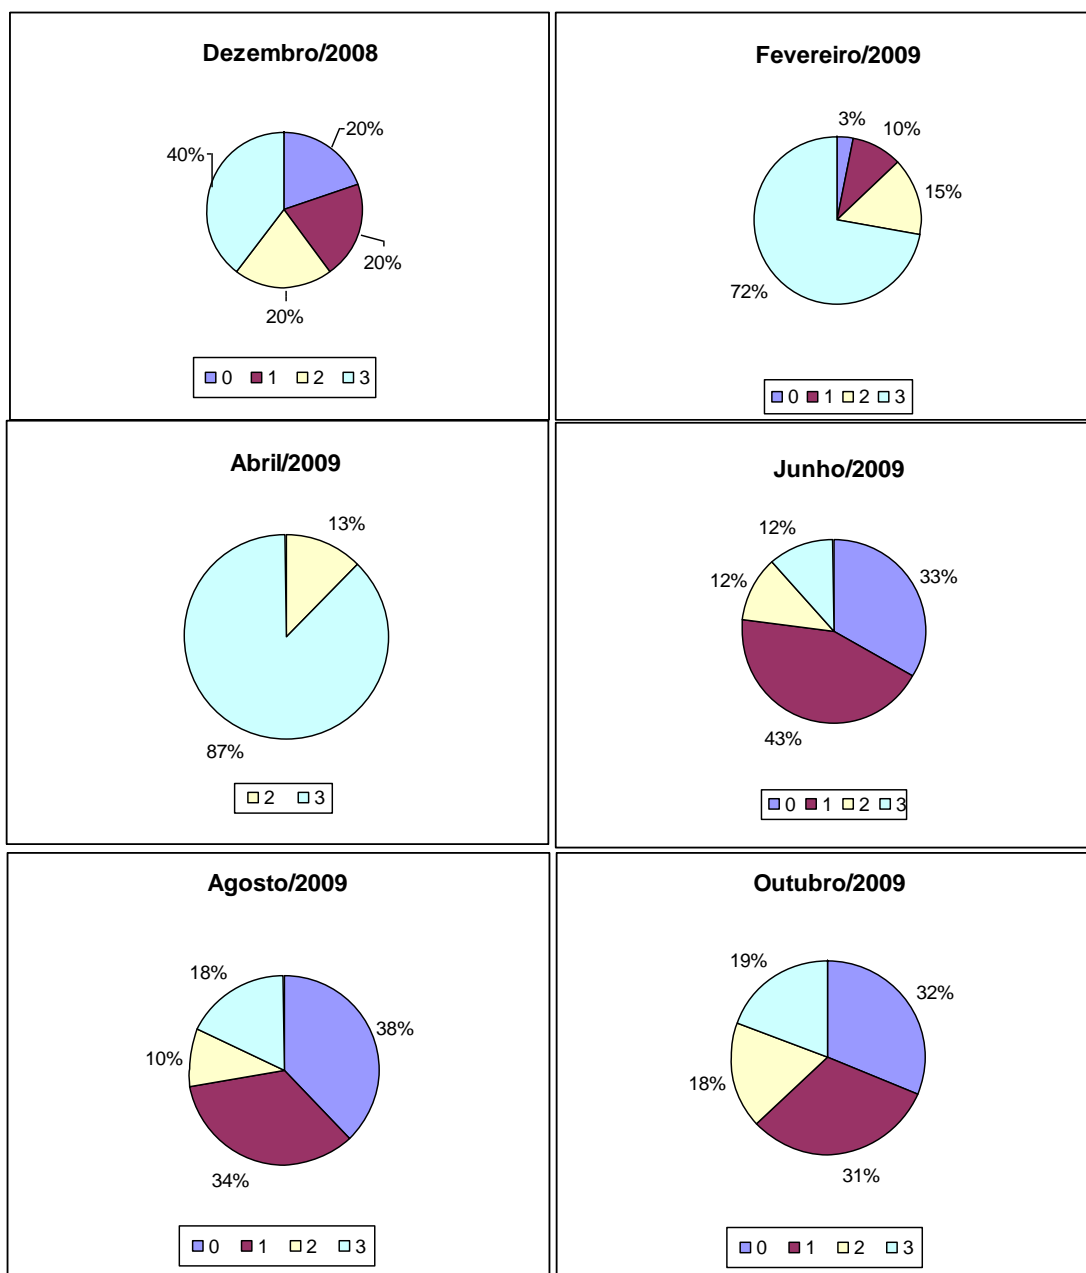 Dezembro/2008
20%
40%
20%
20%
0 1 2 3
Fevereiro/2009
3%
10%
15%
72%
0 1 2 3
Abril/2009
13%
87%
2 3
Junho/2009
12%
12%
33%
43%
0 1 2 3
Agosto/2009
18%
38%
10%
34%
0 1 2 3
Outubro/2009
19%
32%
18%
31%
0 1 2 3